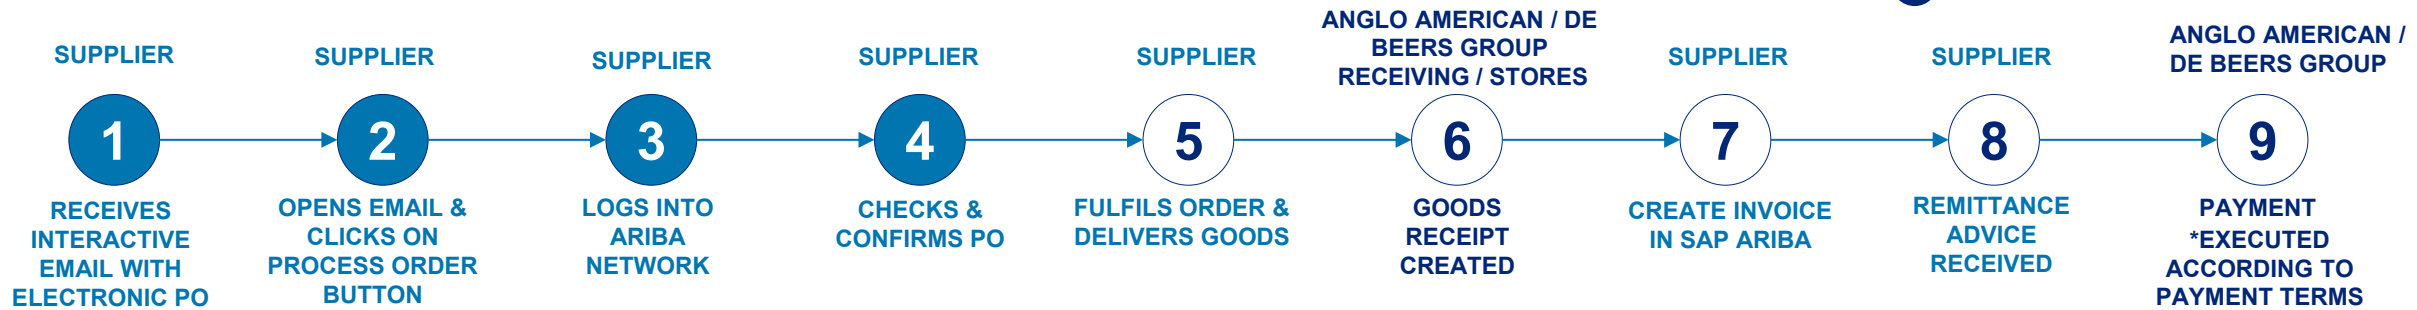 SUPPLIER
1
RECEIVES
INTERACTIVE
EMAIL WITH
ELECTRONIC PO
SUPPLIER
2
OPENS EMAIL &
CLICKS ON
PROCESS ORDER
BUTTON
SUPPLIER
3
LOGS INTO
ARIBA
NETWORK
SUPPLIER
4
CHECKS &
CONFIRMS PO
SUPPLIER
5
FULFILS ORDER &
DELIVERS GOODS
ANGLO AMERICAN / DE
BEERS GROUP
RECEIVING / STORES
6
GOODS
RECEIPT
CREATED
SUPPLIER
7
CREATE INVOICE
IN SAP ARIBA
SUPPLIER
8
REMITTANCE
ADVICE
RECEIVED
ANGLO AMERICAN /
DE BEERS GROUP
9
PAYMENT
*EXECUTED
ACCORDING TO
PAYMENT TERMS